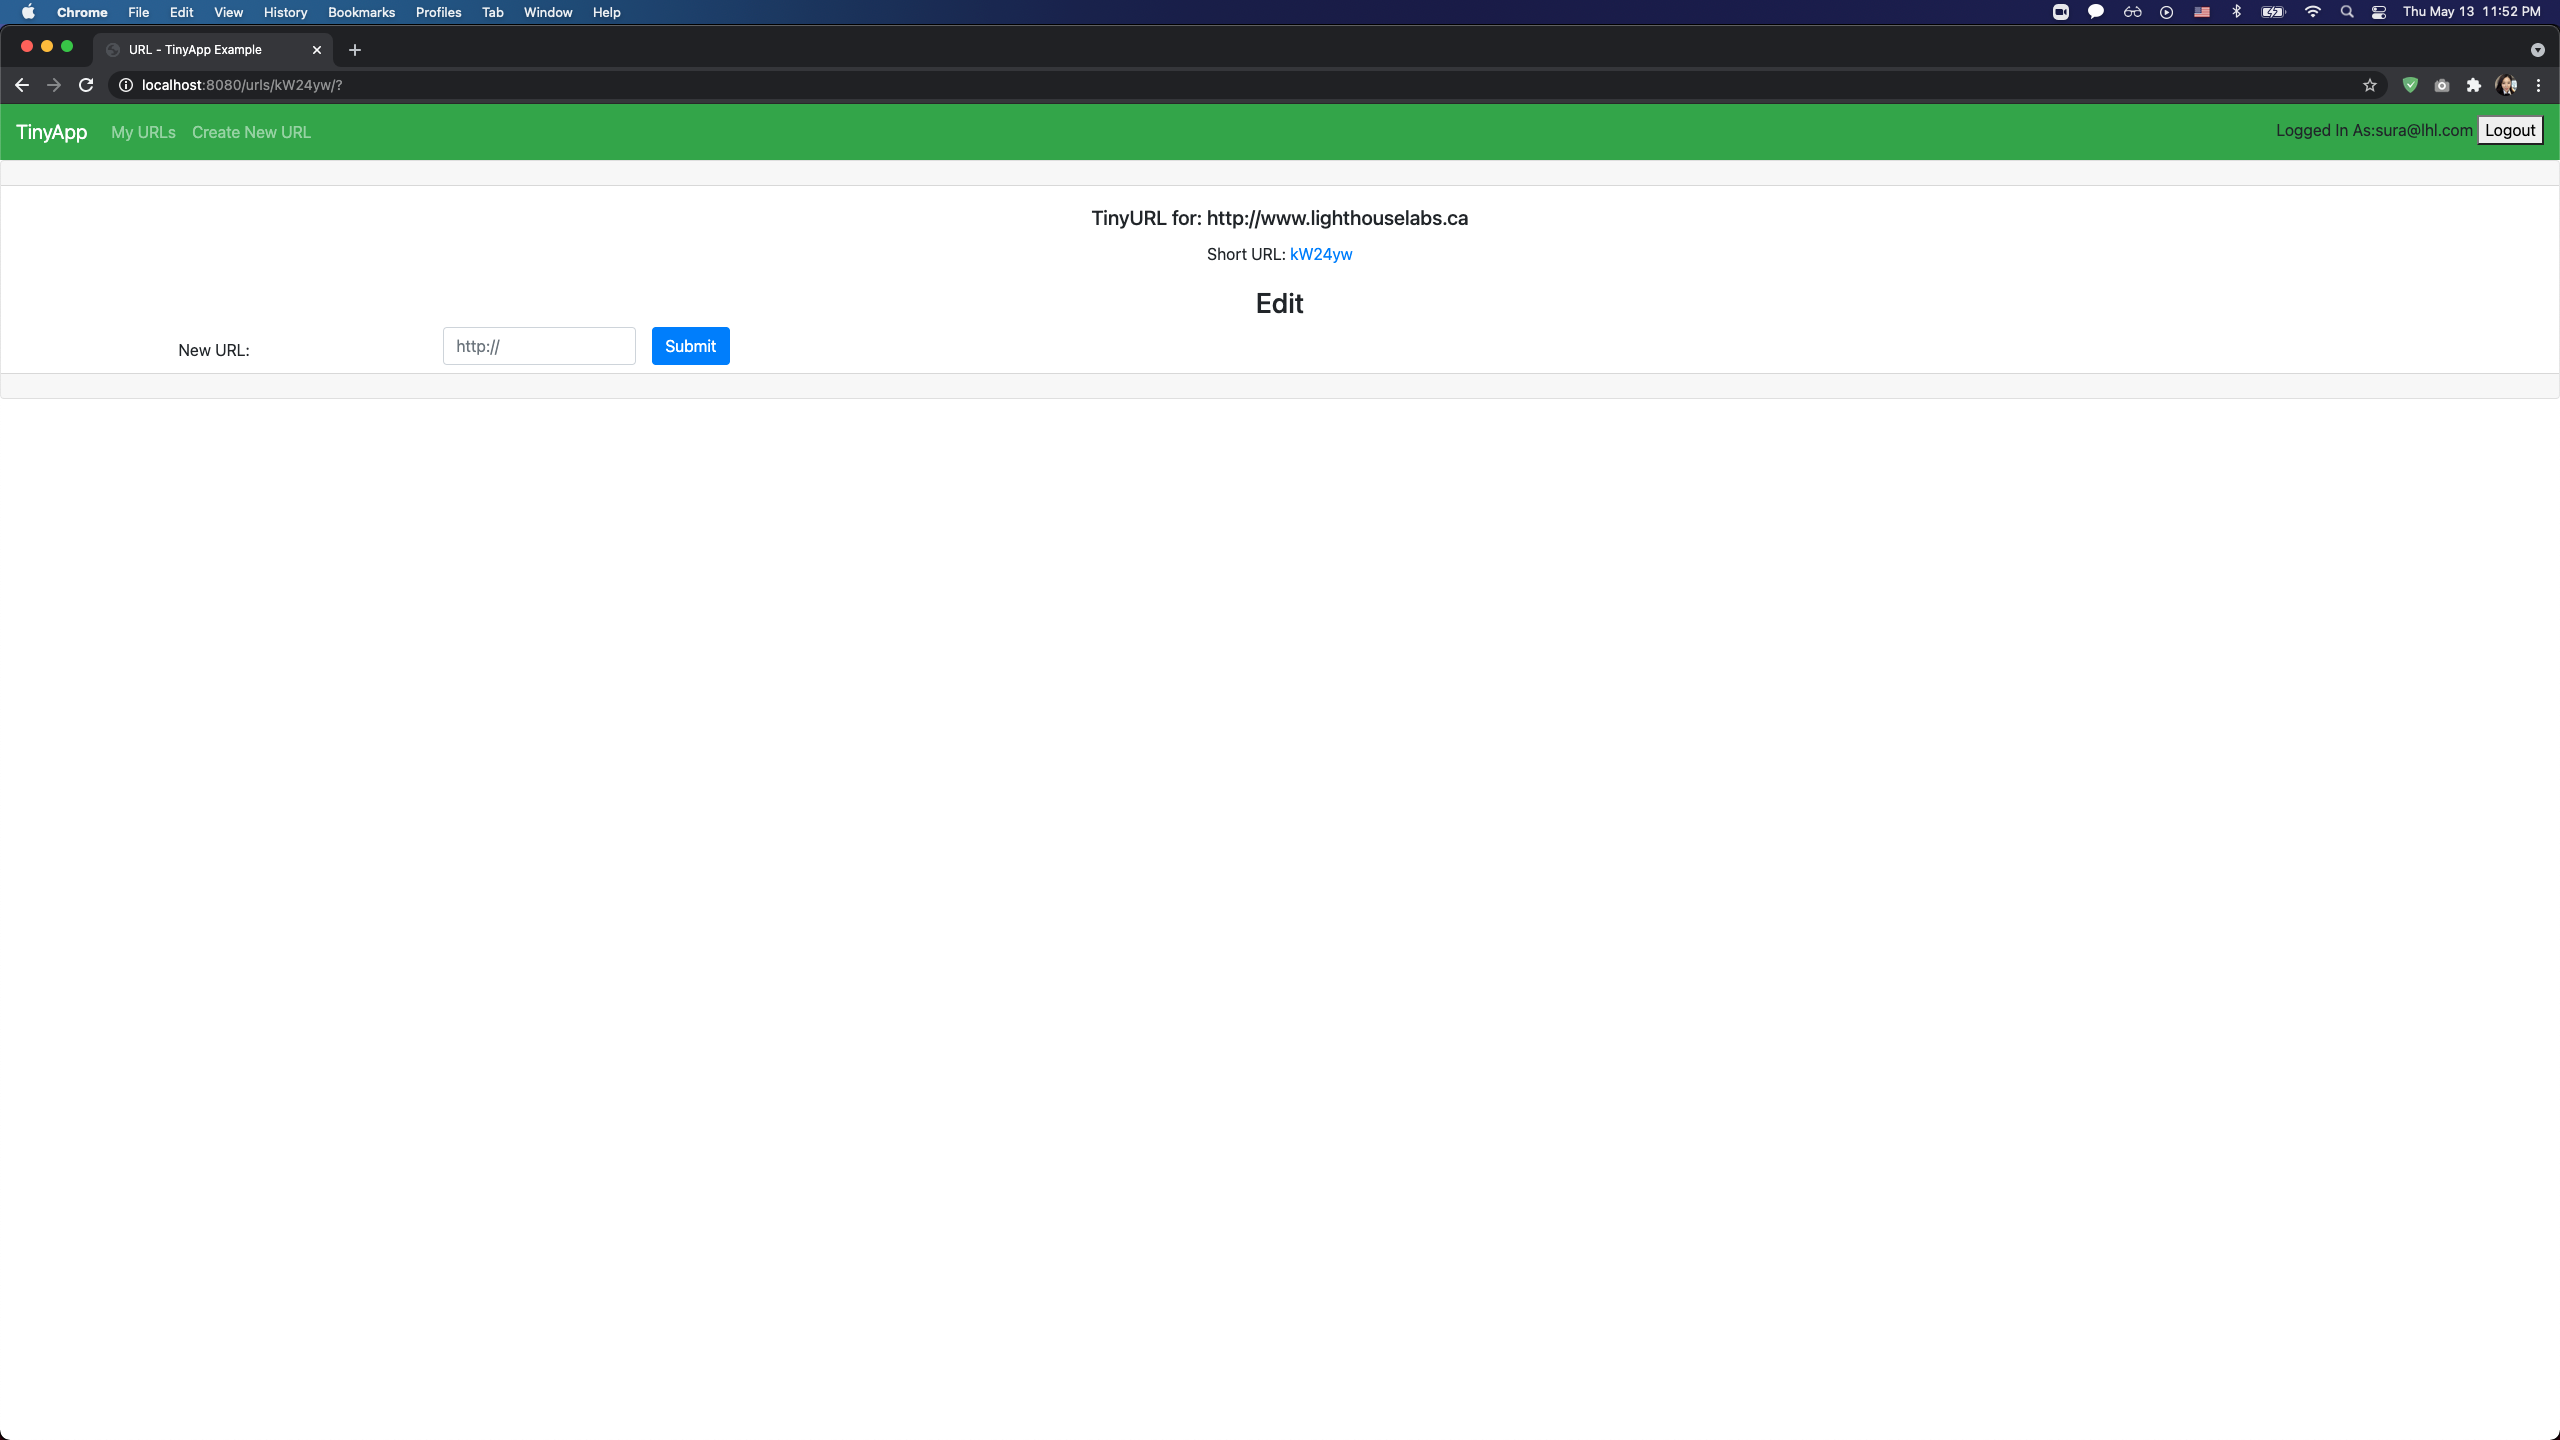 Chrome File Edit View History Bookmarks Profiles Tab Window Help Thu May 13 11:52 PM
URL - TinyApp Example
localhost:8080/urls/kW24yw/?
TinyApp My URLs Create New URL Logged In As:sura@lhl.com Logout
TinyURL for: http://www.lighthouselabs.ca
Short URL: kW24yw
Edit
New URL: http:// Submit